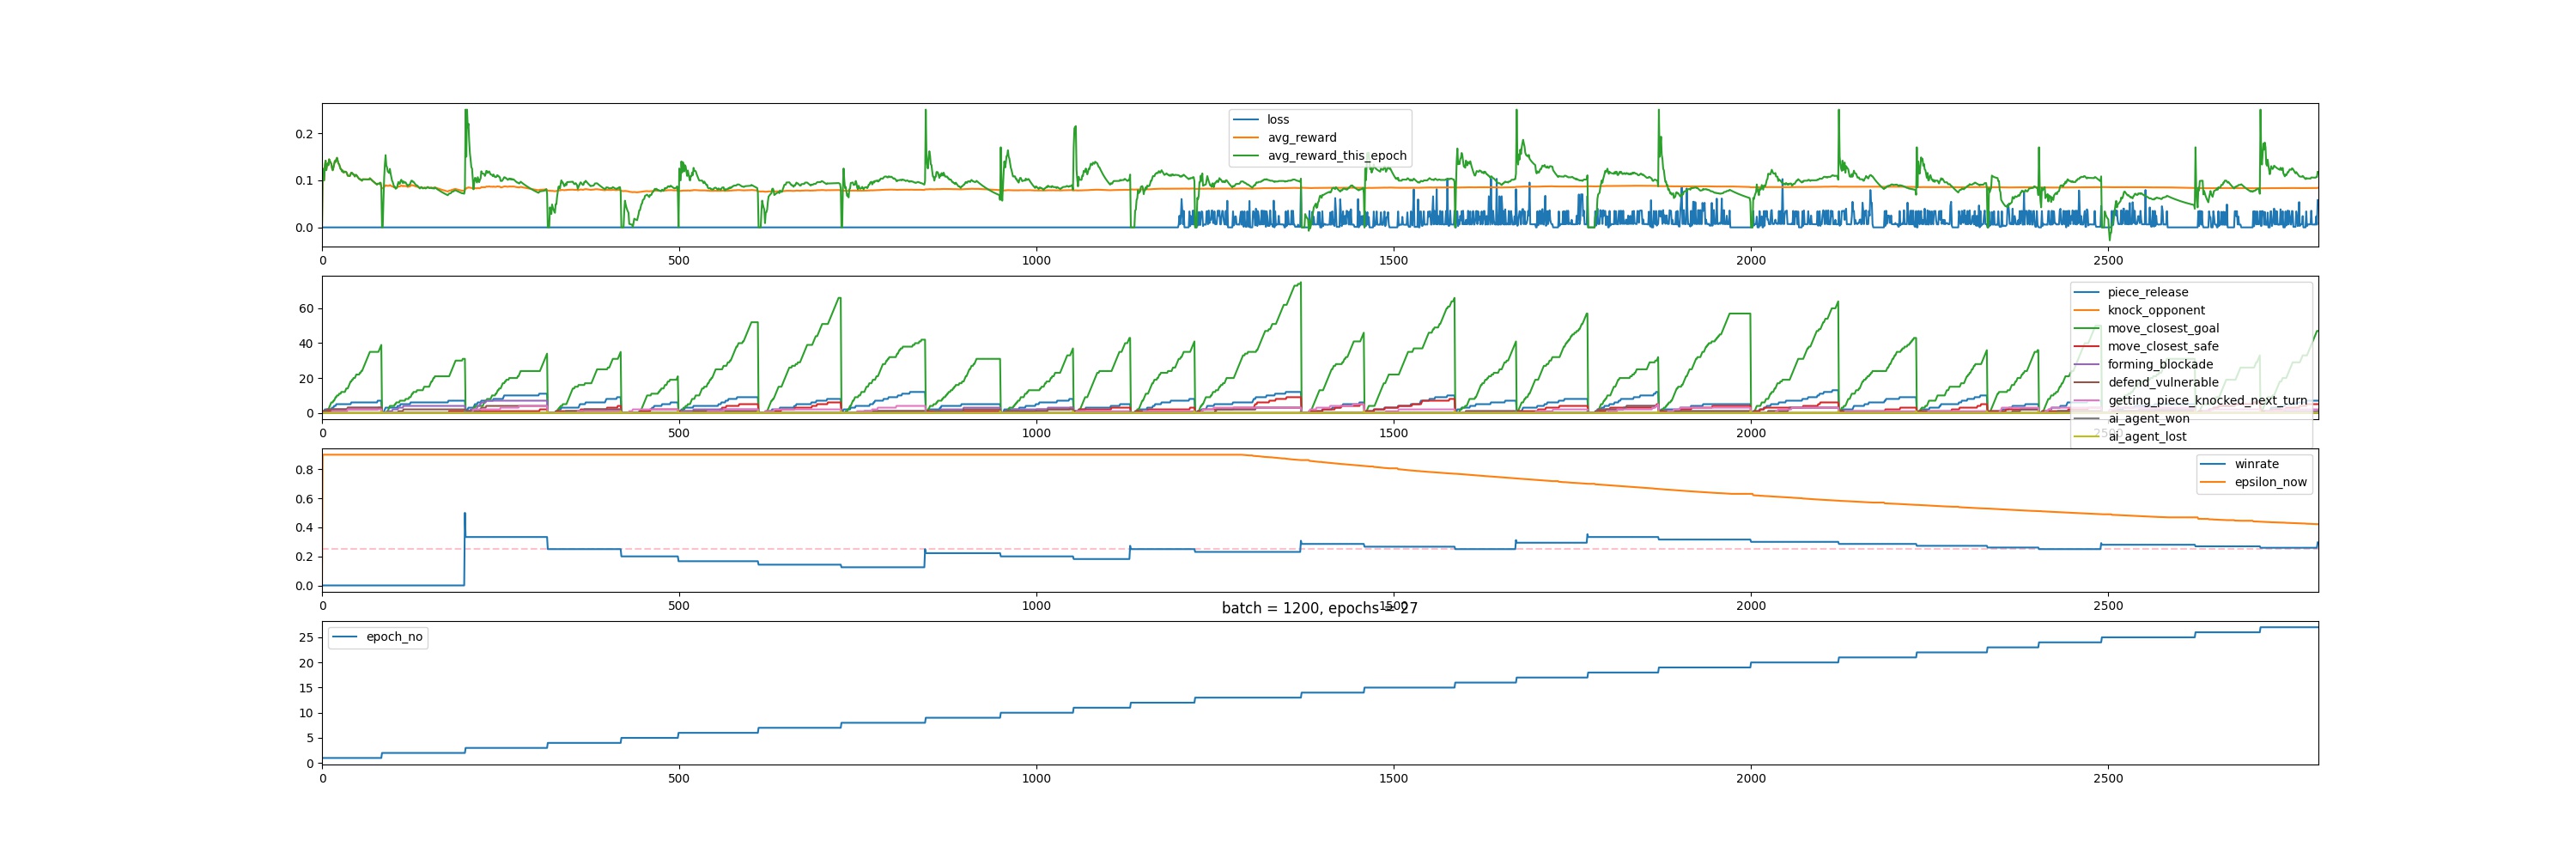 0.2
0.1
0.0
loss
avg_reward
avg_reward_this_epoch
0 500 1000 1500 2000 2500
60
40
20
0
piece_release
knock_opponent
move_closest_goal
move_closest_safe
forming_blockade
defend_vulnerable
getting_piece_knocked_next_turn
ai_agent_won
ai_agent_lost
0 500 1000 1500 2000 2500
0.8
0.6
0.4
0.2
0.0
winrate
epsilon_now
0 500 1000 1500 2000 2500
batch = 1200, epochs = 27
25
20
15
10
5
0
epoch_no
0 500 1000 1500 2000 2500